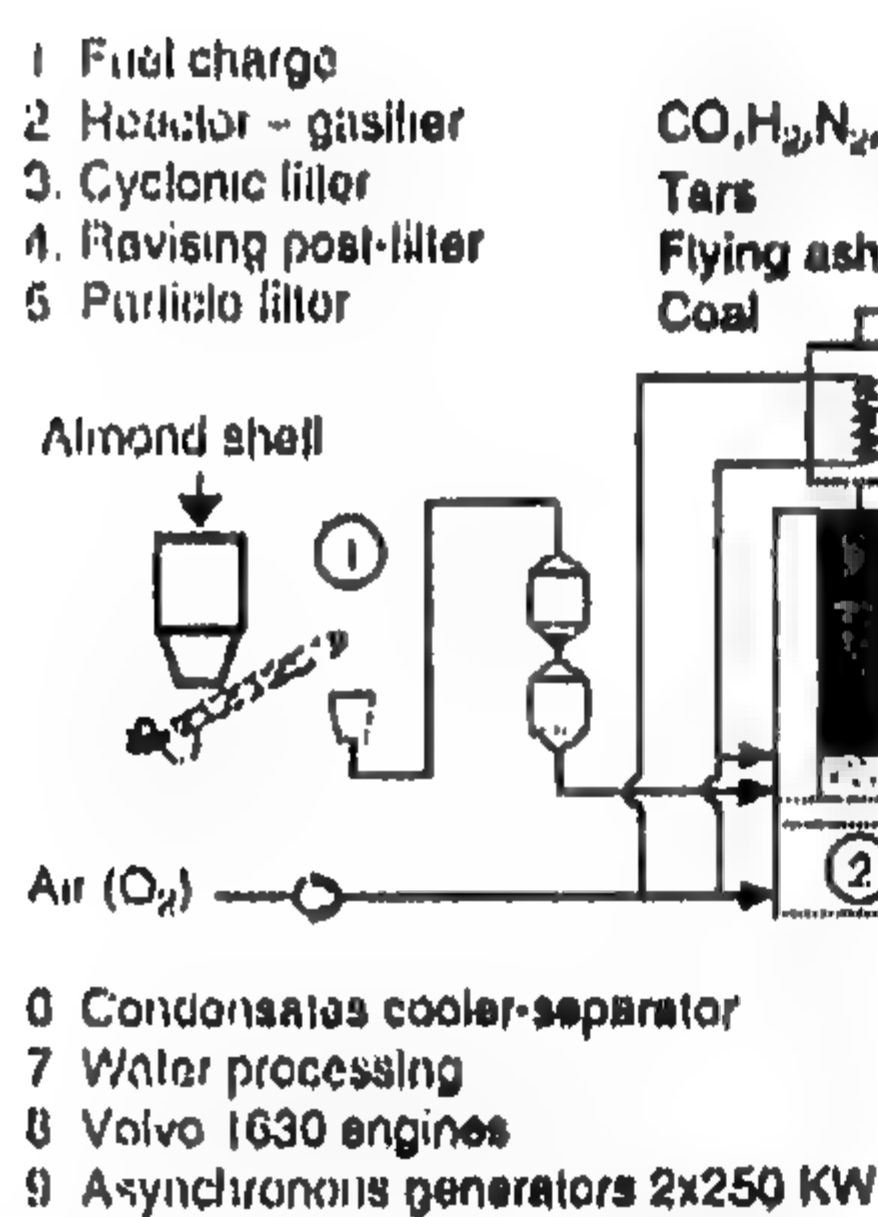 1 Fuel charge
2 Reactor - gasifier
3. Cyclonic filter
4. Revising post-filter
5 Particle filter
CO,H₂,N₂,
Tars
Flying ash
Coal
Almond shell
1
2
Air (O₂)
6 Condensates cooler-separator
7 Water processing
8 Volvo 1630 engines
9 Asynchronous generators 2x250 KW